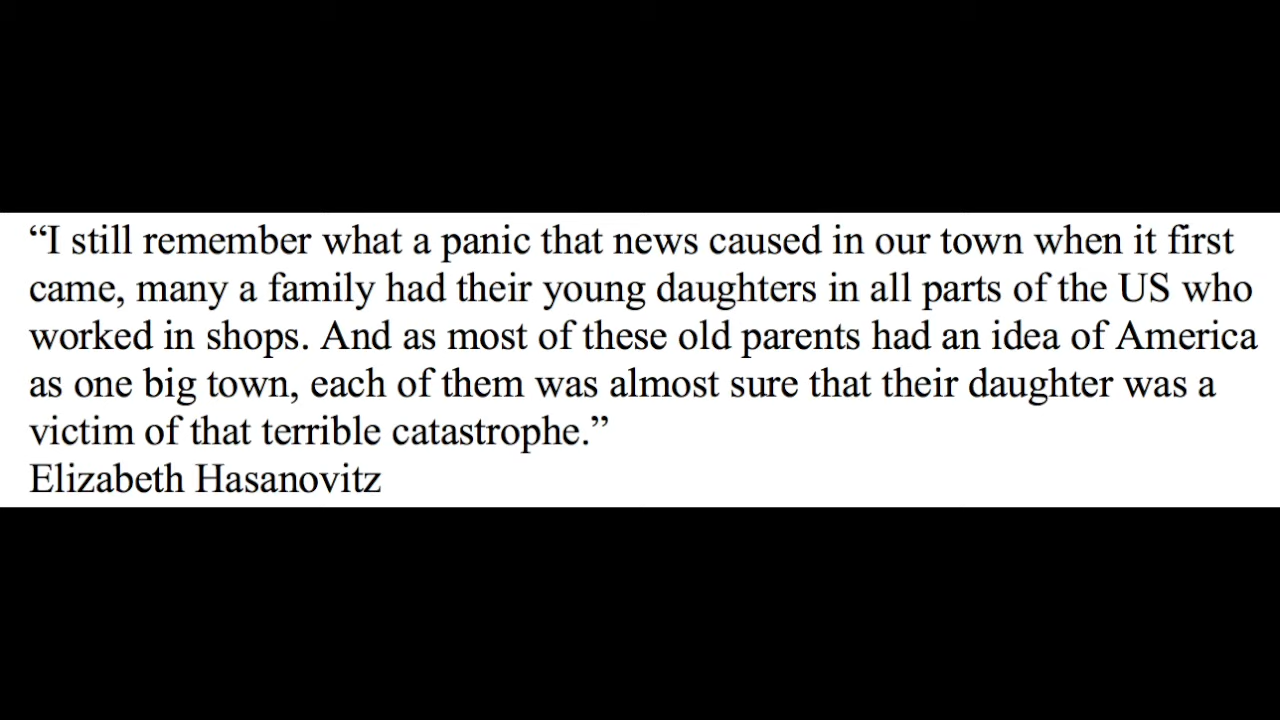 “I still remember what a panic that news caused in our town when it first
came, many a family had their young daughters in all parts of the US who
worked in shops. And as most of these old parents had an idea of America
as one big town, each of them was almost sure that their daughter was a
victim of that terrible catastrophe.”
Elizabeth Hasanovitz